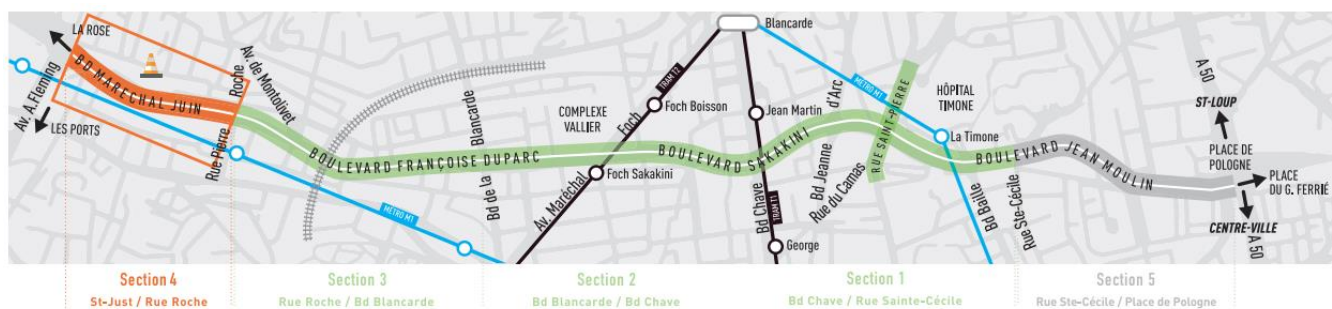 LA ROSE
Av. A. Fleming
LES PORTS
BD MARÉCHAL JUIN
Rue Pierre Roche
Av. de Montolivet
MÉTRO M1
BOULEVARD FRANÇOISE DUPARC
Bd de la Blancarde
COMPLEXE
VALLIER
Av. Maréchal Foch
Foch Boisson
Foch Sakakini
TRAM T2
Blancarde
BOULEVARD SAKAKINI
Jean Martin
Bd Chave
TRAM T1
George
MÉTRO M1
Bd Jeanne d'Arc
Rue du Camas
RUE SAINT-PIERRE
HÔPITAL
TIMONE
La Timone
Bd Baille
Rue Ste-Cécile
BOULEVARD JEAN MOULIN
A 50
ST-LOUP
PLACE DE
POLOGNE
PLACE
DU G. FERRIÉ
CENTRE-VILLE
A 50
Section 4
St-Just / Rue Roche
Section 3
Rue Roche / Bd Blancarde
Section 2
Bd Blancarde / Bd Chave
Section 1
Bd Chave / Rue Sainte-Cécile
Section 5
Rue Ste-Cécile / Place de Pologne